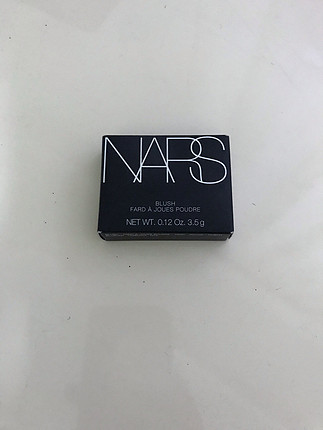 NARS
BLUSH
FARD À JOUES POUDRE
NET WT. 0.12 Oz. 3.5 g